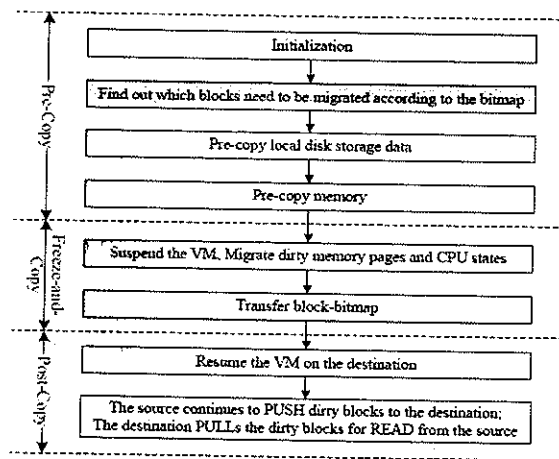 Pre-Copy
Initialization
Find out which blocks need to be migrated according to the bitmap
Pre-copy local disk storage data
Pre-copy memory
Freeze-and-
Copy
Suspend the VM, Migrate dirty memory pages and CPU states
Transfer block-bitmap
Post-Copy
Resume the VM on the destination
The source continues to PUSH dirty blocks to the destination;
The destination PULLs the dirty blocks for READ from the source